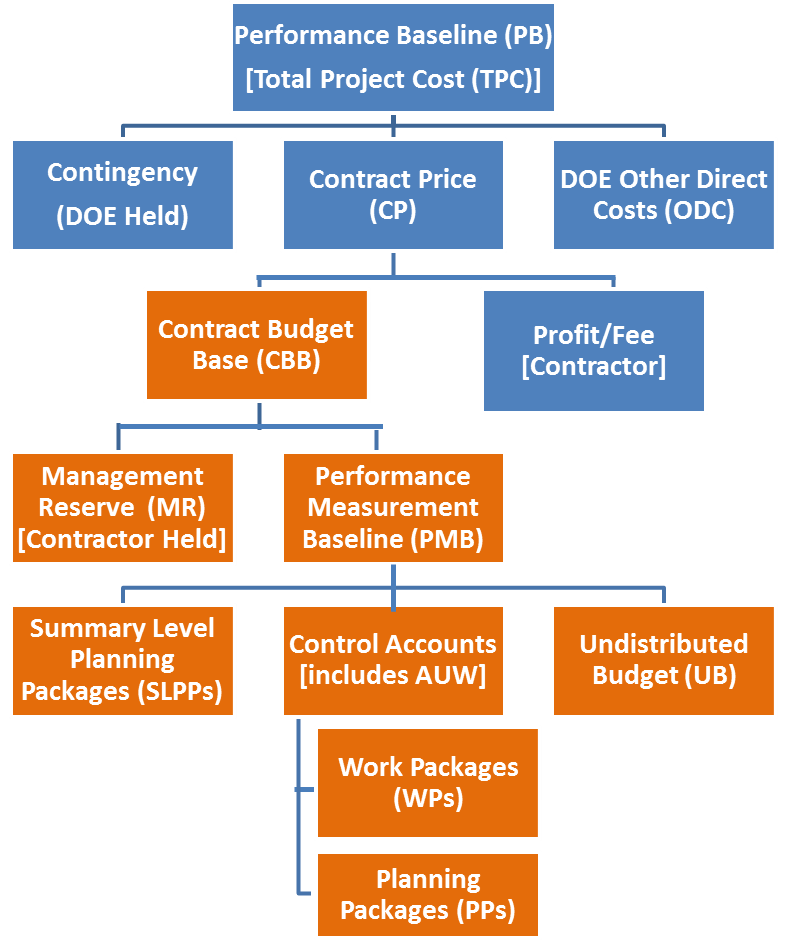 Performance Baseline (PB)
[Total Project Cost (TPC)]
Contingency
(DOE Held)
Contract Price
(CP)
DOE Other Direct
Costs (ODC)
Contract Budget
Base (CBB)
Profit/Fee
[Contractor]
Management
Reserve (MR)
[Contractor Held]
Performance
Measurement
Baseline (PMB)
Summary Level
Planning
Packages (SLPPs)
Control Accounts
[includes AUW]
Undistributed
Budget (UB)
Work Packages
(WPs)
Planning
Packages (PPs)